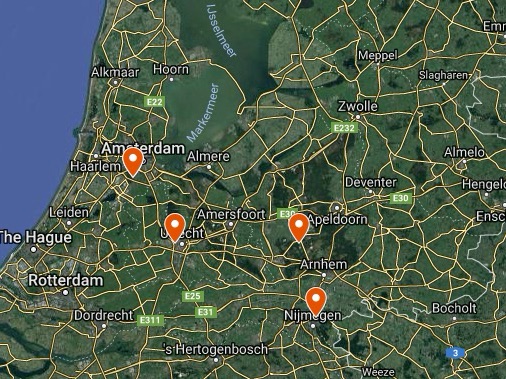 IJsselmeer
Emm
Meppel
Alkmaar
Hoorn
Slagharen
Markermeer
E22
Zwolle
E232
Amsterdam
Haarlem
Almere
Almelo
Deventer
E30
Hengelo
Leiden
Amersfoort
E30
Apeldoorn
Ensc
The Hague
Utrecht
Arnhem
Rotterdam
E25
E31
Bocholt
Dordrecht
E311
Nijmegen
's Hertogenbosch
3
Weeze